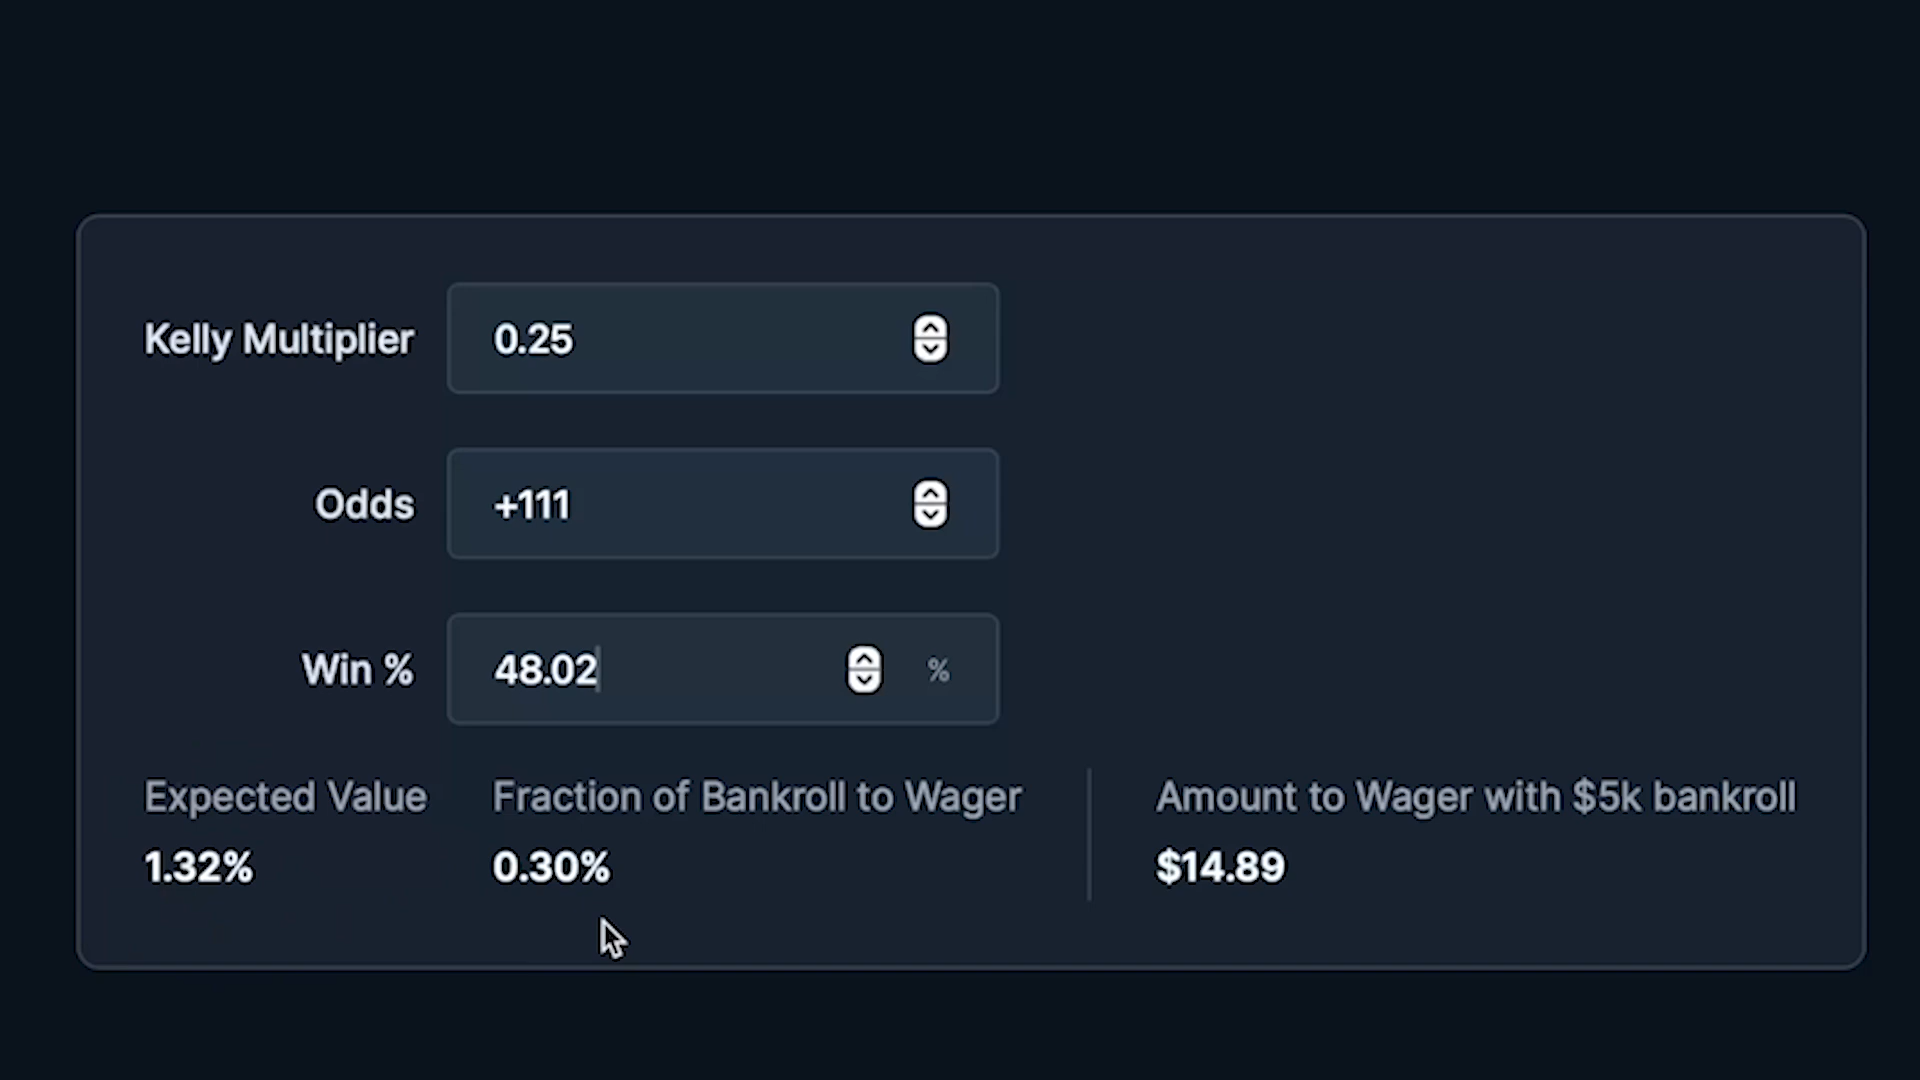 Kelly Multiplier 0.25
Odds +111
Win % 48.02 %
Expected Value Fraction of Bankroll to Wager Amount to Wager with $5k bankroll
1.32% 0.30% $14.89